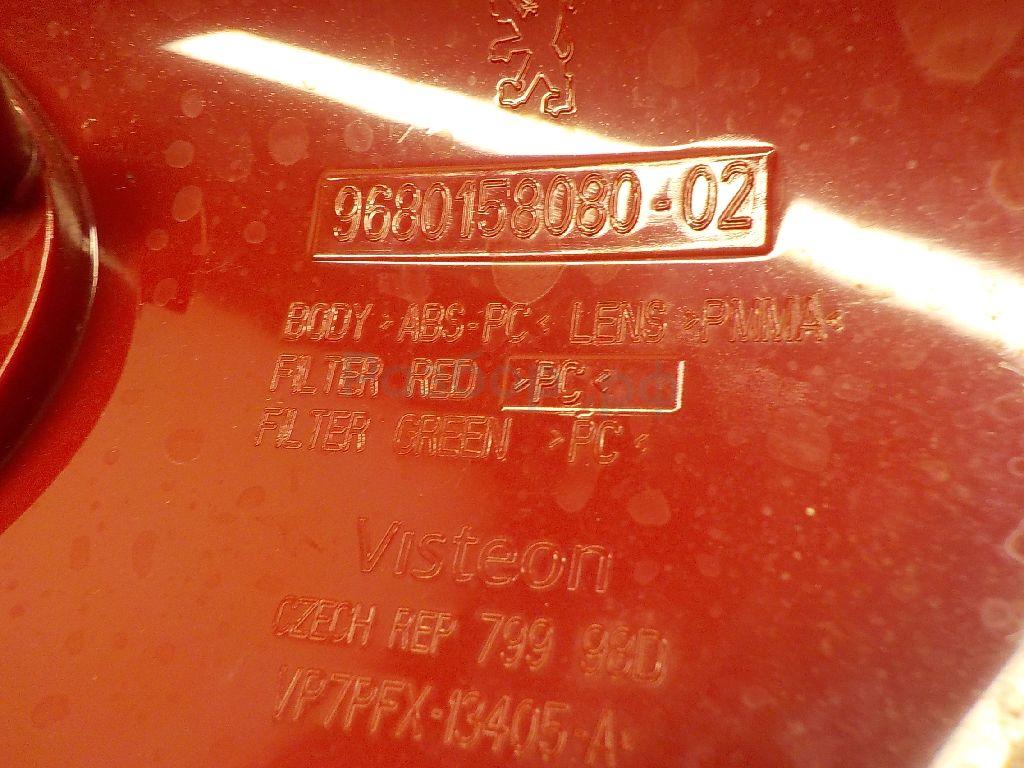 9680158080-02
BODY >ABS-PC< LENS >PMMA<
FILTER RED >PC<
FILTER GREEN >PC<
Visteon
CZECH REP 799 98D
VP7PFX-13405-A